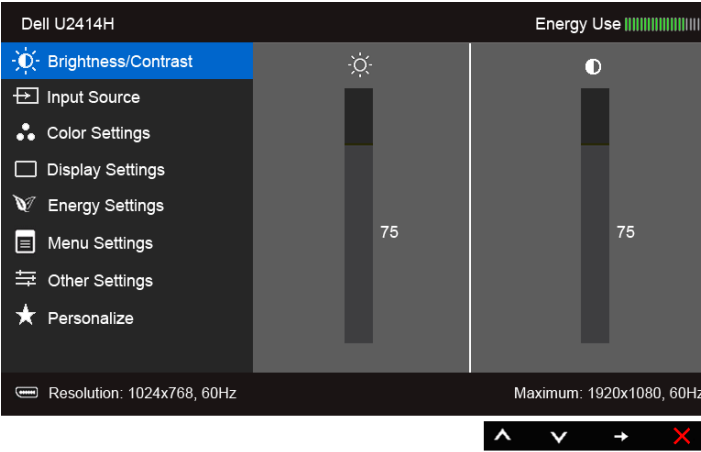 Dell U2414H
Energy Use
Brightness/Contrast
Input Source
Color Settings
Display Settings
Energy Settings
Menu Settings
Other Settings
Personalize
75
75
Resolution: 1024x768, 60Hz
Maximum: 1920x1080, 60Hz